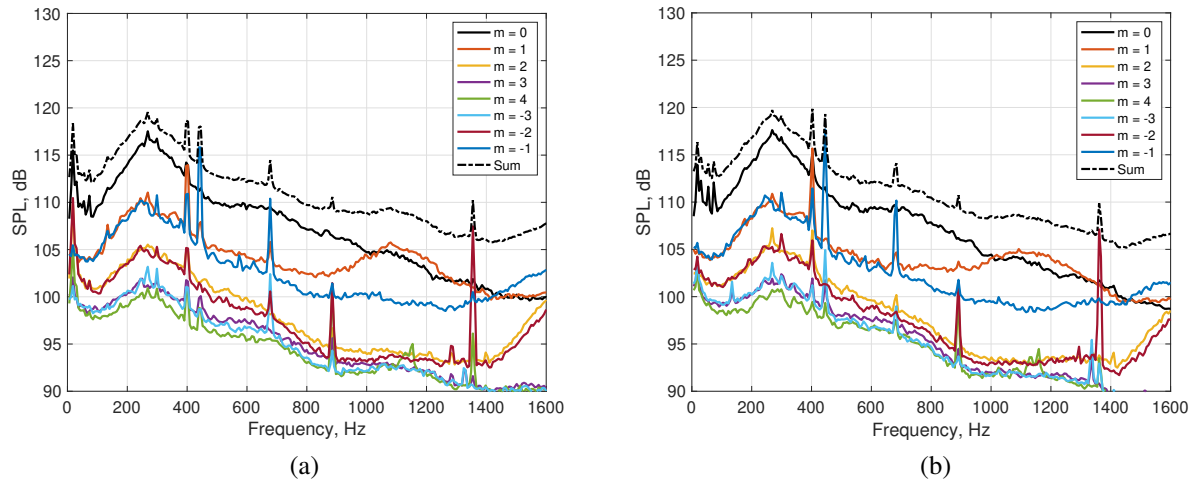 130
125
120
115
110
105
100
95
90
SPL, dB
0 200 400 600 800 1000 1200 1400 1600
Frequency, Hz
m = 0
m = 1
m = 2
m = 3
m = 4
m = -3
m = -2
m = -1
Sum
(a)
130
125
120
115
110
105
100
95
90
SPL, dB
0 200 400 600 800 1000 1200 1400 1600
Frequency, Hz
m = 0
m = 1
m = 2
m = 3
m = 4
m = -3
m = -2
m = -1
Sum
(b)